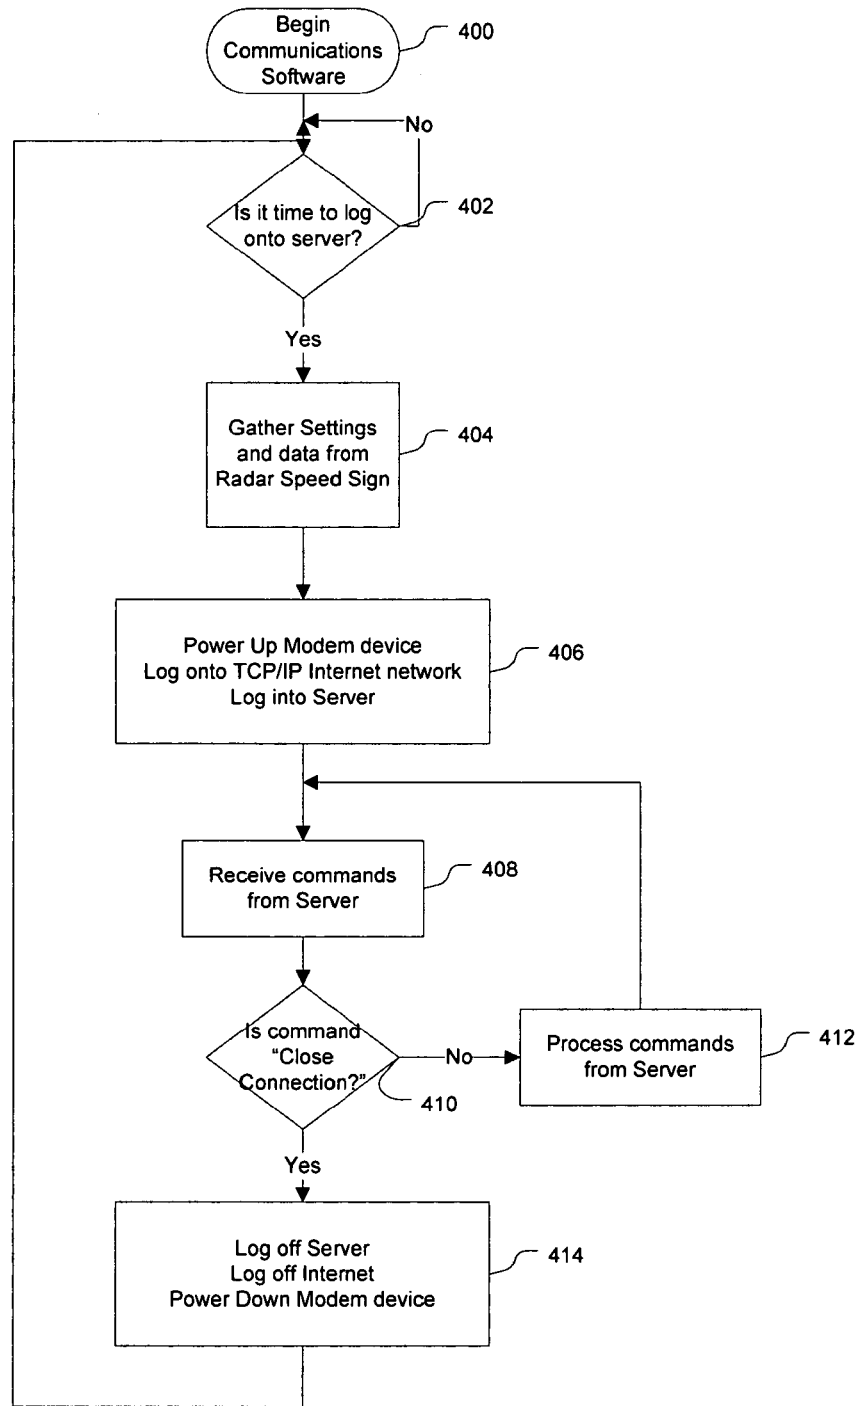 Begin
Communications
Software
400
No
Is it time to log
onto server?
402
Yes
Gather Settings
and data from
Radar Speed Sign
404
Power Up Modem device
Log onto TCP/IP Internet network
Log into Server
406
Receive commands
from Server
408
Is command
“Close
Connection?”
410
No
Process commands
from Server
412
Yes
Log off Server
Log off Internet
Power Down Modem device
414